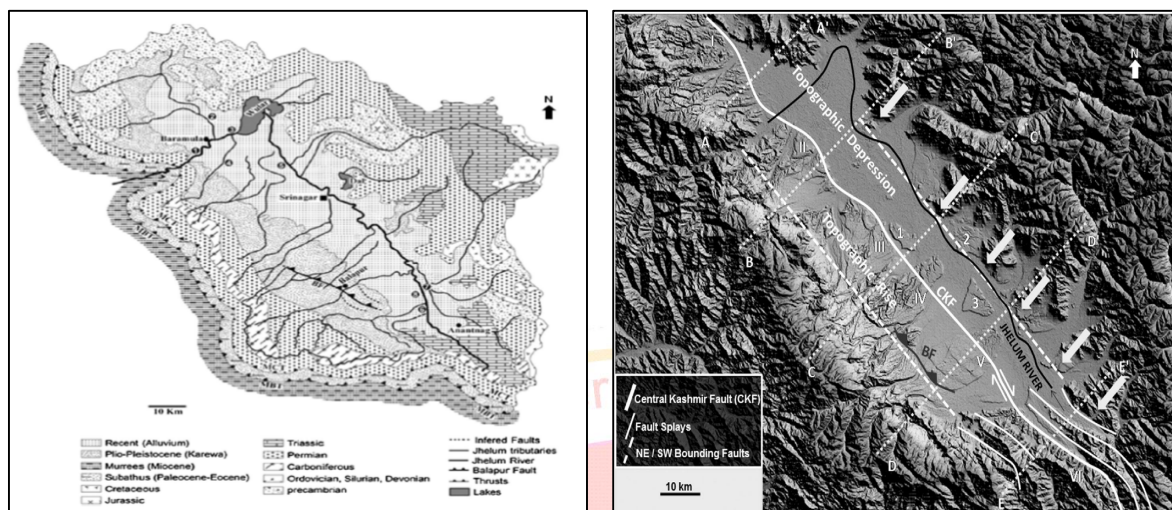 N
Baramulla
Srinagar
Balapur
Anantnag
10 Km
Recent (Alluvium)
Plio-Pleistocene (Karewa)
Murrees (Miocene)
Subathus (Paleocene-Eocene)
Cretaceous
Jurassic
Triassic
Permian
Carboniferous
Ordovician, Silurian, Devonian
precambrian
Infered Faults
Jhelum tributaries
Jhelum River
Balapur Fault
Thrusts
Lakes
I
A'
B'
N
Topographic Depression
C'
A
II
1
2
III
Topographic Rise
D'
B
IV
CKF
3
JHELUM RIVER
BF
V
C
E'
Central Kashmir Fault (CKF)
Fault Splays
NE / SW Bounding Faults
10 km
D
VI
E